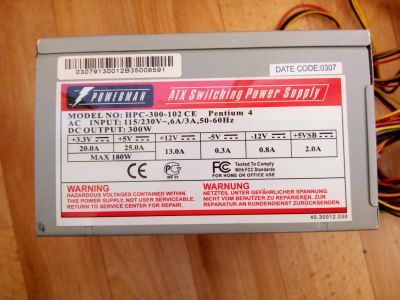 DATE CODE:0307
03079130012B35008591
POWERMAN
ATX Switching Power Supply
MODEL NO: HPC-300-102 CE Pentium 4
AC INPUT: 115/230V~,6A/3A,50-60Hz
DC OUTPUT: 300W
+3.3V +5V +12V -5V -12V +5VSB
20.0A 25.0A 13.0A 0.3A 0.8A 2.0A
MAX 180W
CE
FC
Tested To Comply
With FCC Standards
FOR HOME OR OFFICE USE
WARNING
HAZARDOUS VOLTAGES CONTAINED WITHIN
THIS POWER SUPPLY, NOT USER SERVICEABLE.
RETURN TO SERVICE CENTER FOR REPAIR.
WARNUNG
NETZTEIL UNTER GEFÄHRLICHER SPANNUNG.
NICHT VOM BENUTZER ZU REPARIEREN. ZUR
REPARATUR AN DEN KUNDENDIENST ZURÜCKSENDEN.
40.30012.030